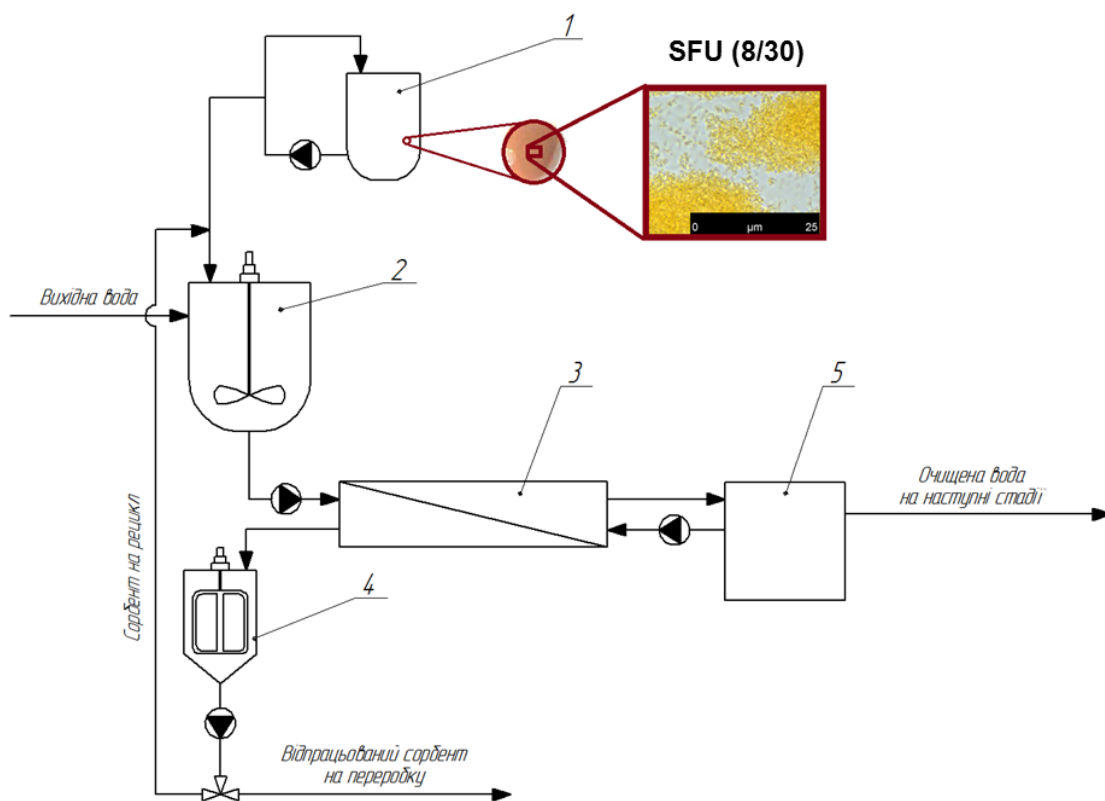 1
SFU (8/30)
0 µm 25
2
Вихідна вода
3
5
Очищена вода
на наступні стадії
Сорбент на рецикл
4
Відпрацьований сорбент
на переробку